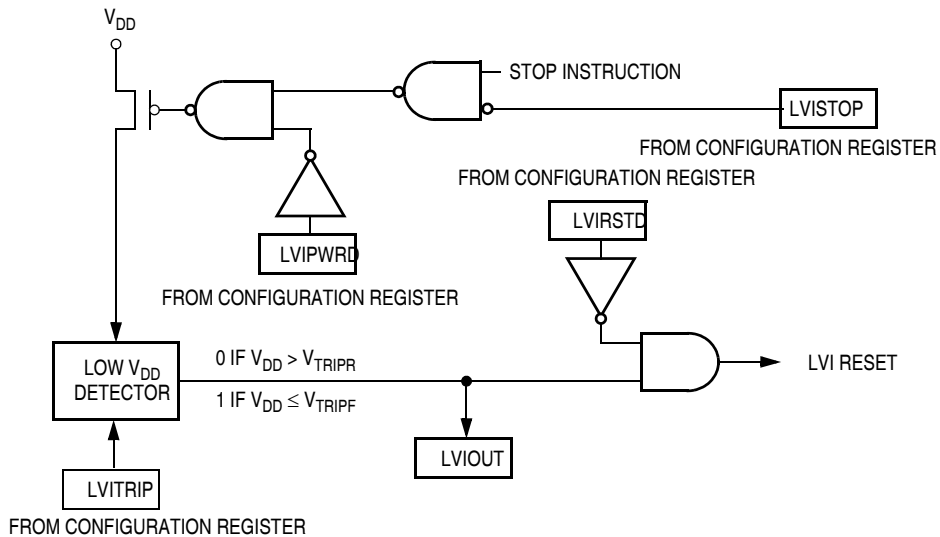 VDD
STOP INSTRUCTION
LVISTOP
FROM CONFIGURATION REGISTER
FROM CONFIGURATION REGISTER
LVIRSTD
LVIPWRD
FROM CONFIGURATION REGISTER
LOW VDD
DETECTOR
0 IF VDD > VTRIPR
1 IF VDD ≤ VTRIPF
LVI RESET
LVIOUT
LVITRIP
FROM CONFIGURATION REGISTER